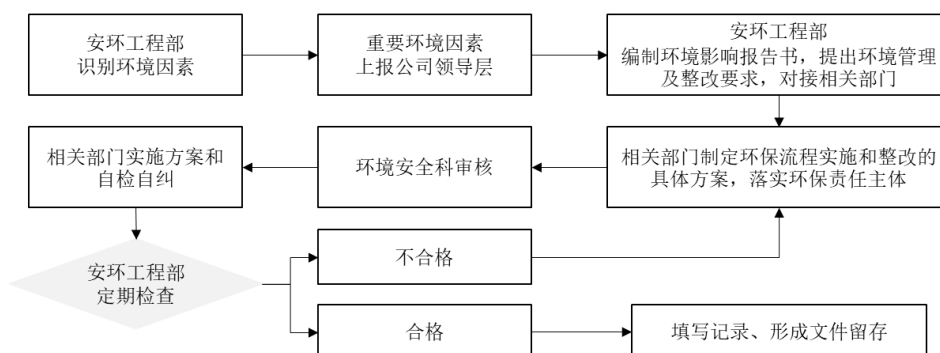 安环工程部
识别环境因素
重要环境因素
上报公司领导层
安环工程部
编制环境影响报告书，提出环境管理
及整改要求，对接相关部门
相关部门制定环保流程实施和整改的
具体方案，落实环保责任主体
环境安全科审核
相关部门实施方案和
自检自纠
安环工程部
定期检查
不合格
合格
填写记录、形成文件留存